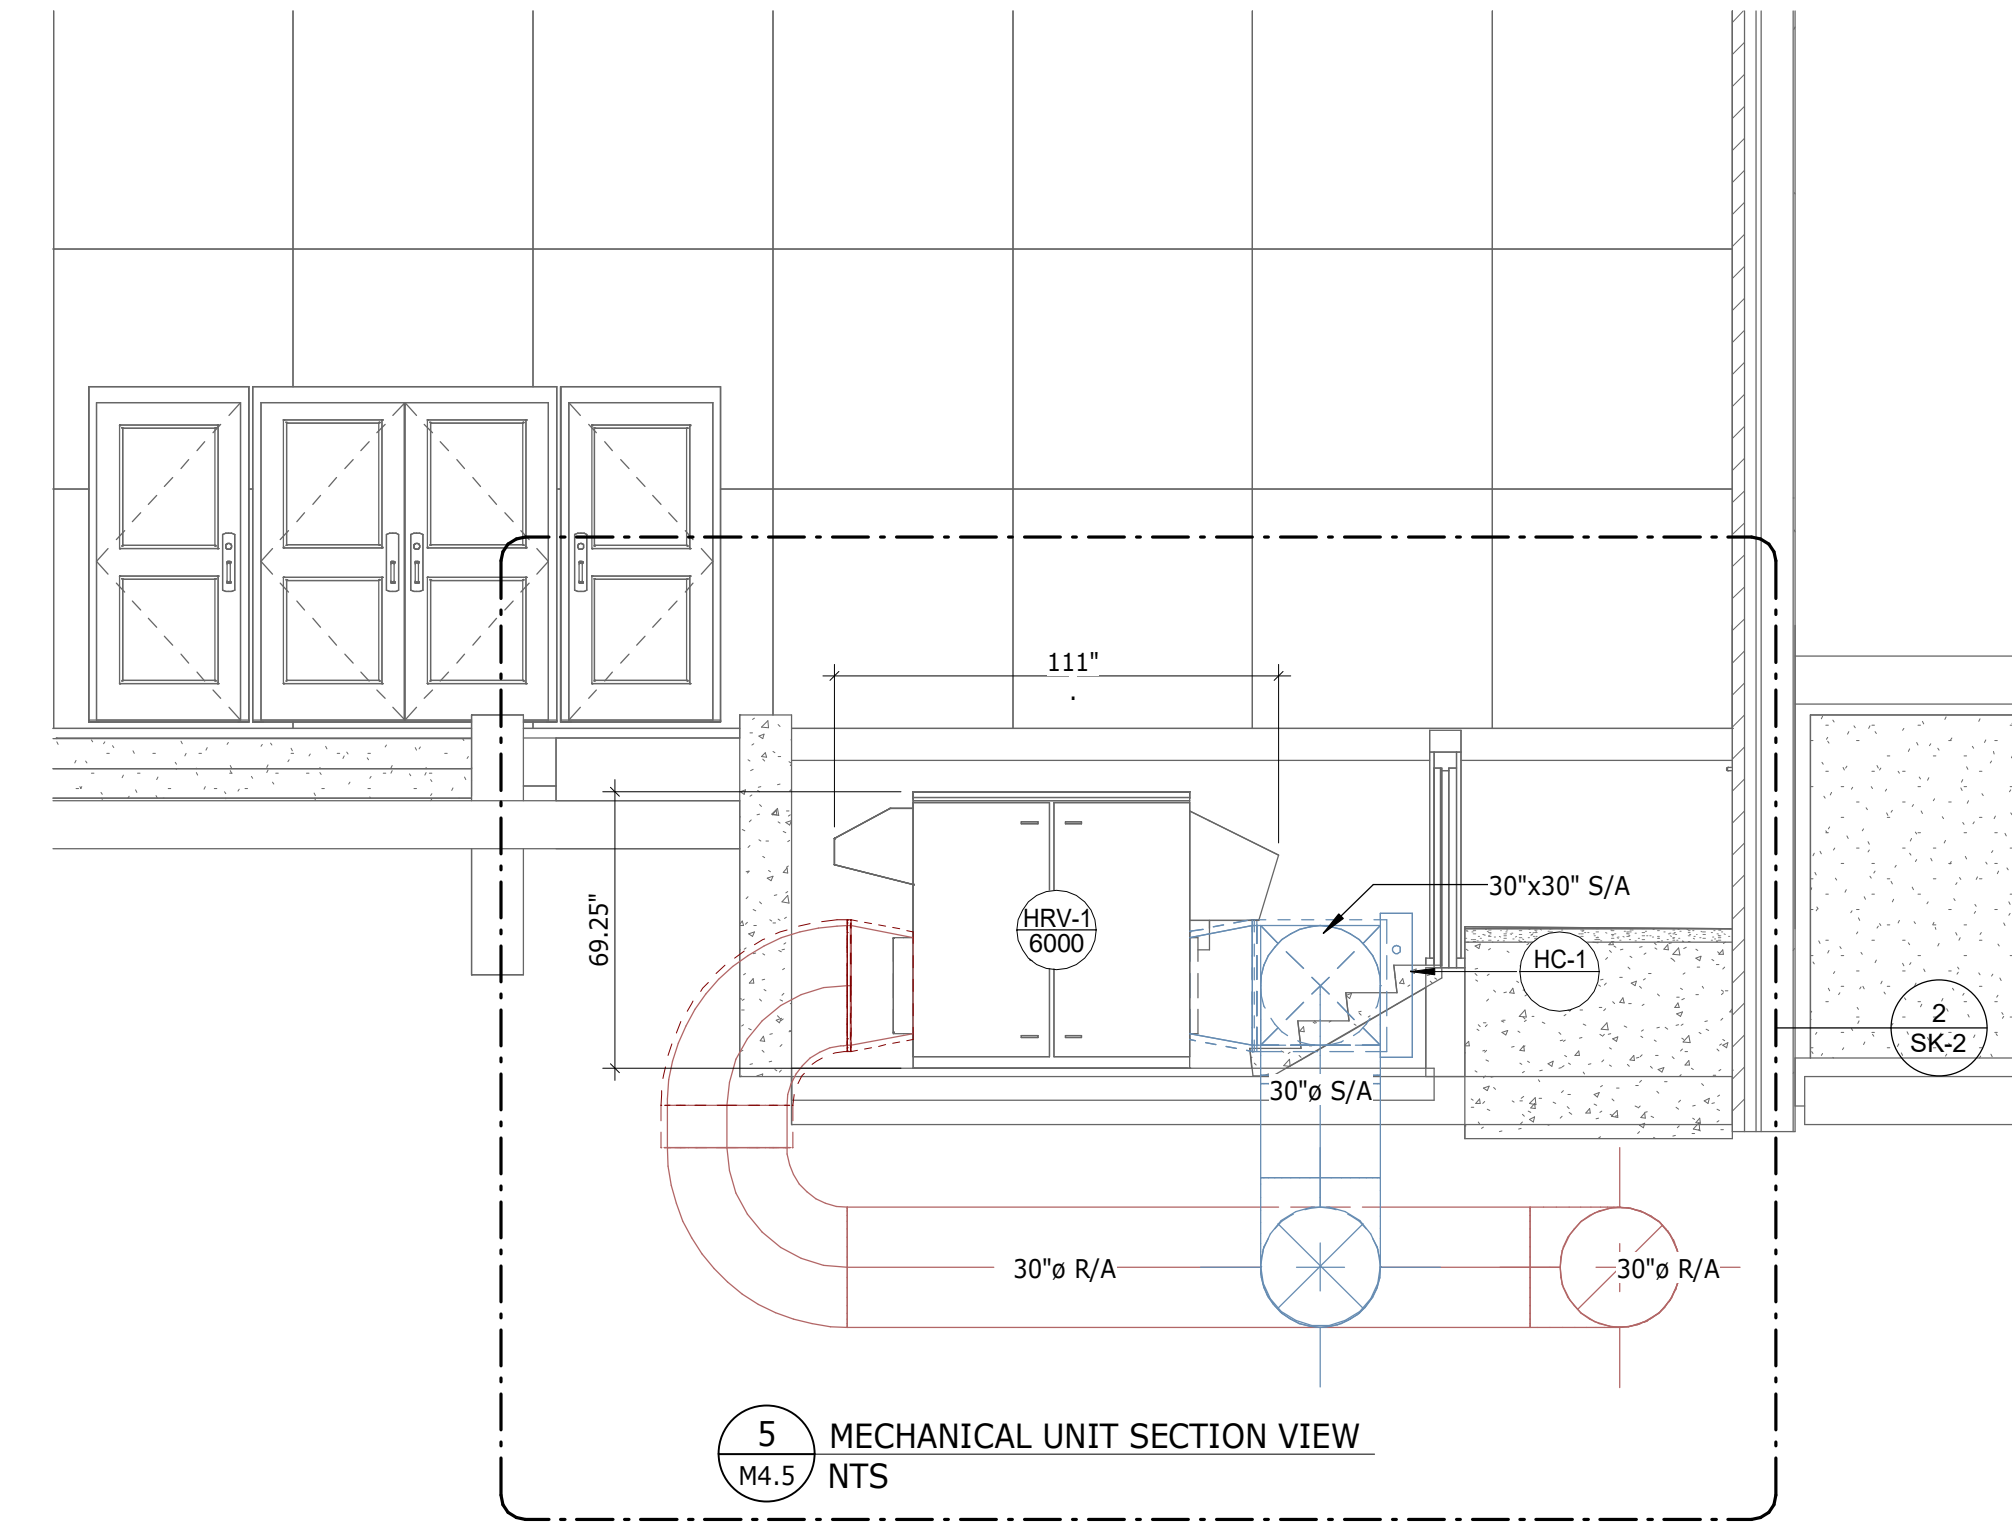 111"
69.25"
30"x30" S/A
HRV-1
6000
HC-1
2
SK-2
30"ø S/A
30"ø R/A
30"ø R/A
5
M4.5
MECHANICAL UNIT SECTION VIEW
NTS